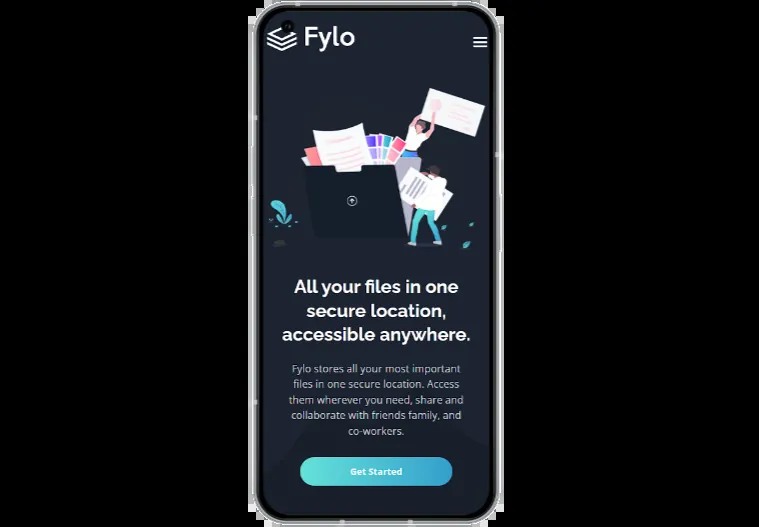 Fylo
All your files in one
secure location,
accessible anywhere.
Fylo stores all your most important
files in one secure location. Access
them wherever you need, share and
collaborate with friends family, and
co-workers.
Get Started